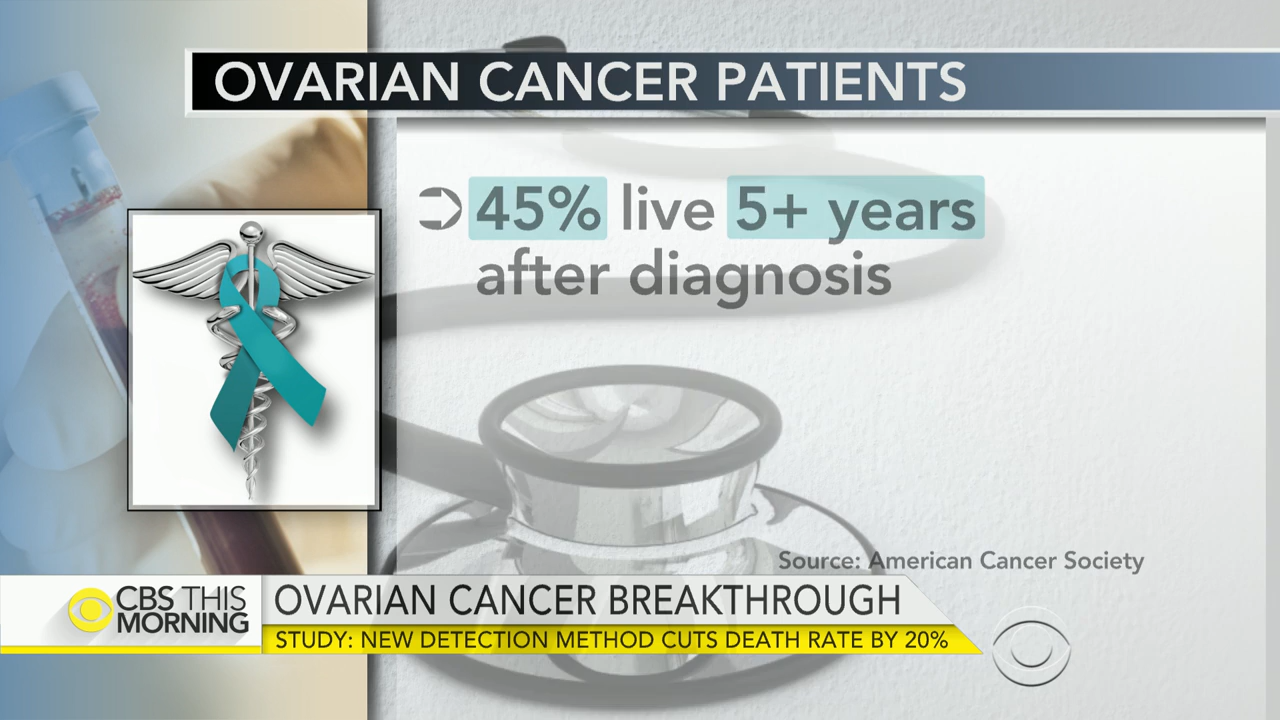 OVARIAN CANCER PATIENTS
45% live 5+ years
after diagnosis
Source: American Cancer Society
CBS THIS
MORNING
OVARIAN CANCER BREAKTHROUGH
STUDY: NEW DETECTION METHOD CUTS DEATH RATE BY 20%